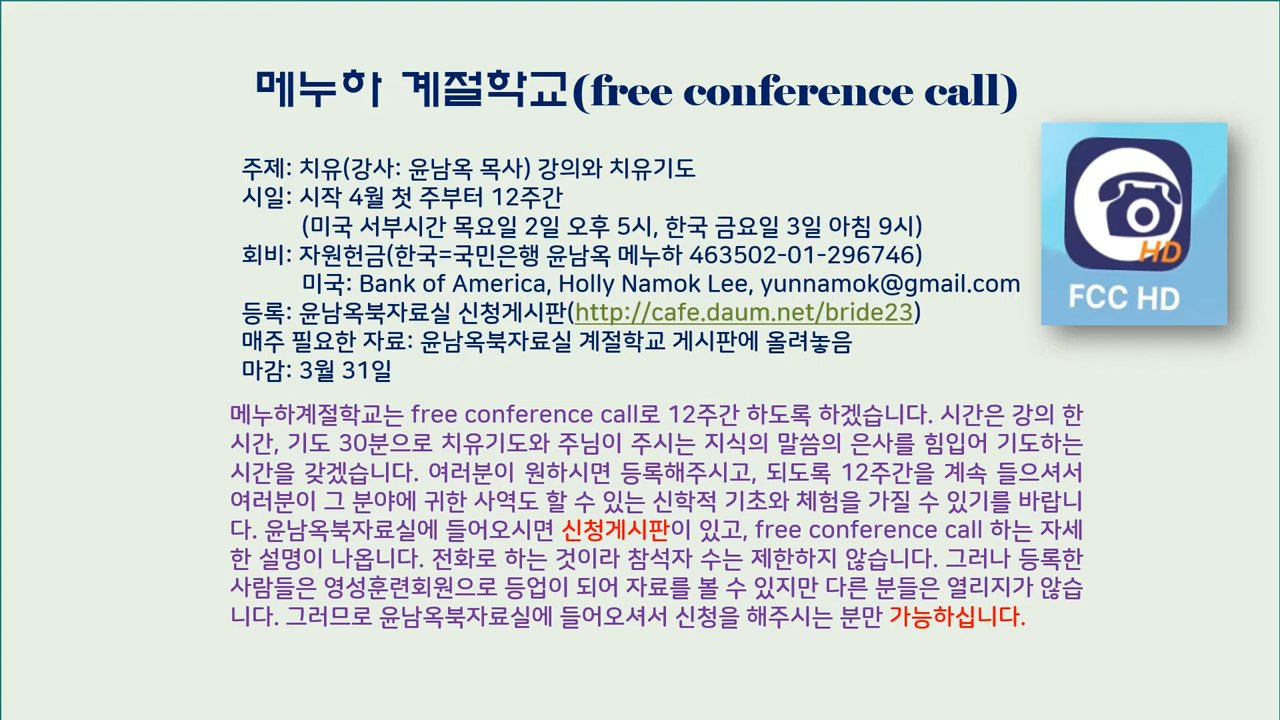 메누하 계절학교(free conference call)
주제: 치유(강사: 윤남옥 목사) 강의와 치유기도
시일: 시작 4월 첫 주부터 12주간
(미국 서부시간 목요일 2일 오후 5시, 한국 금요일 3일 아침 9시)
회비: 자원헌금(한국=국민은행 윤남옥 메누하 463502-01-296746)
미국: Bank of America, Holly Namok Lee, yunnamok@gmail.com
등록: 윤남옥북자료실 신청게시판(http://cafe.daum.net/bride23)
매주 필요한 자료: 윤남옥북자료실 계절학교 게시판에 올려놓음
마감: 3월 31일
HD
FCC HD
메누하계절학교는 free conference call로 12주간 하도록 하겠습니다. 시간은 강의 한
시간, 기도 30분으로 치유기도와 주님이 주시는 지식의 말씀의 은사를 힘입어 기도하는
시간을 갖겠습니다. 여러분이 원하시면 등록해주시고, 되도록 12주간을 계속 들으셔서
여러분이 그 분야에 귀한 사역도 할 수 있는 신학적 기초와 체험을 가질 수 있기를 바랍니
다. 윤남옥북자료실에 들어오시면 신청게시판이 있고, free conference call 하는 자세
한 설명이 나옵니다. 전화로 하는 것이라 참석자 수는 제한하지 않습니다. 그러나 등록한
사람들은 영성훈련회원으로 등업이 되어 자료를 볼 수 있지만 다른 분들은 열리지가 않습
니다. 그러므로 윤남옥북자료실에 들어오셔서 신청을 해주시는 분만 가능하십니다.